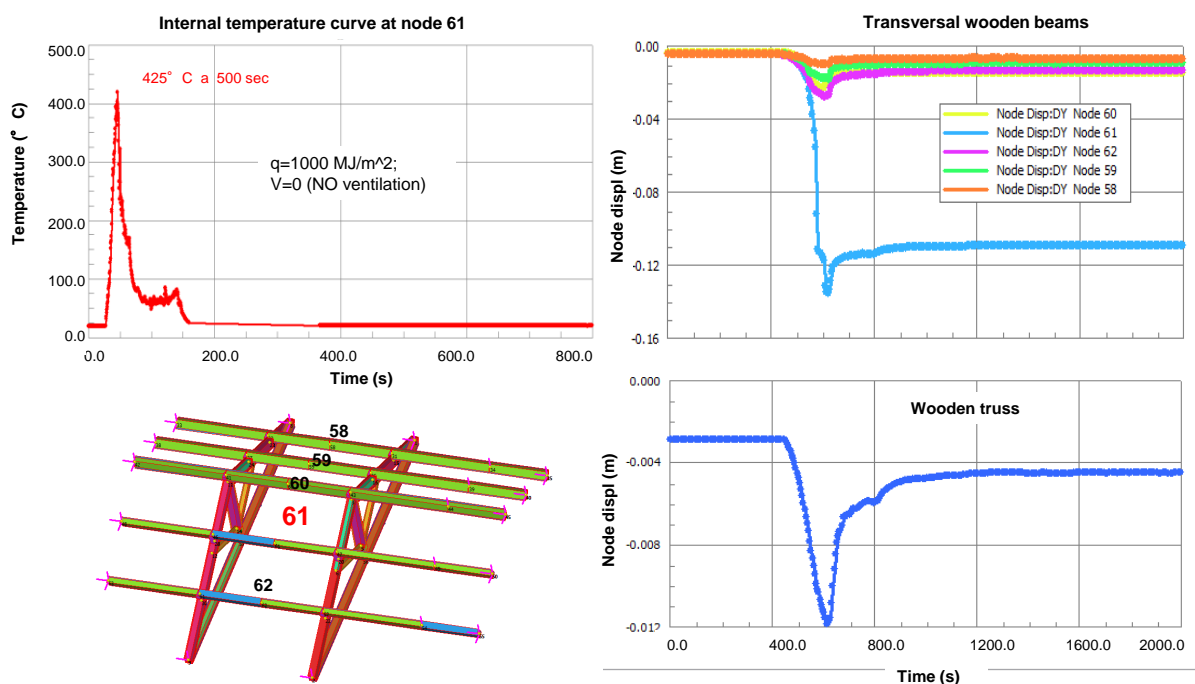 Internal temperature curve at node 61
500.0
400.0
300.0
200.0
100.0
0.0
Temperature (° C)
425° C a 500 sec
q=1000 MJ/m^2;
V=0 (NO ventilation)
0.0 200.0 400.0 600.0 800.0
Time (s)
Transversal wooden beams
0.00
-0.04
-0.08
-0.12
-0.16
Node displ (m)
Node Disp:DY Node 60
Node Disp:DY Node 61
Node Disp:DY Node 62
Node Disp:DY Node 59
Node Disp:DY Node 58
58
59
60
61
62
Wooden truss
0.000
-0.004
-0.008
-0.012
Node displ (m)
0.0 400.0 800.0 1200.0 1600.0 2000.0
Time (s)